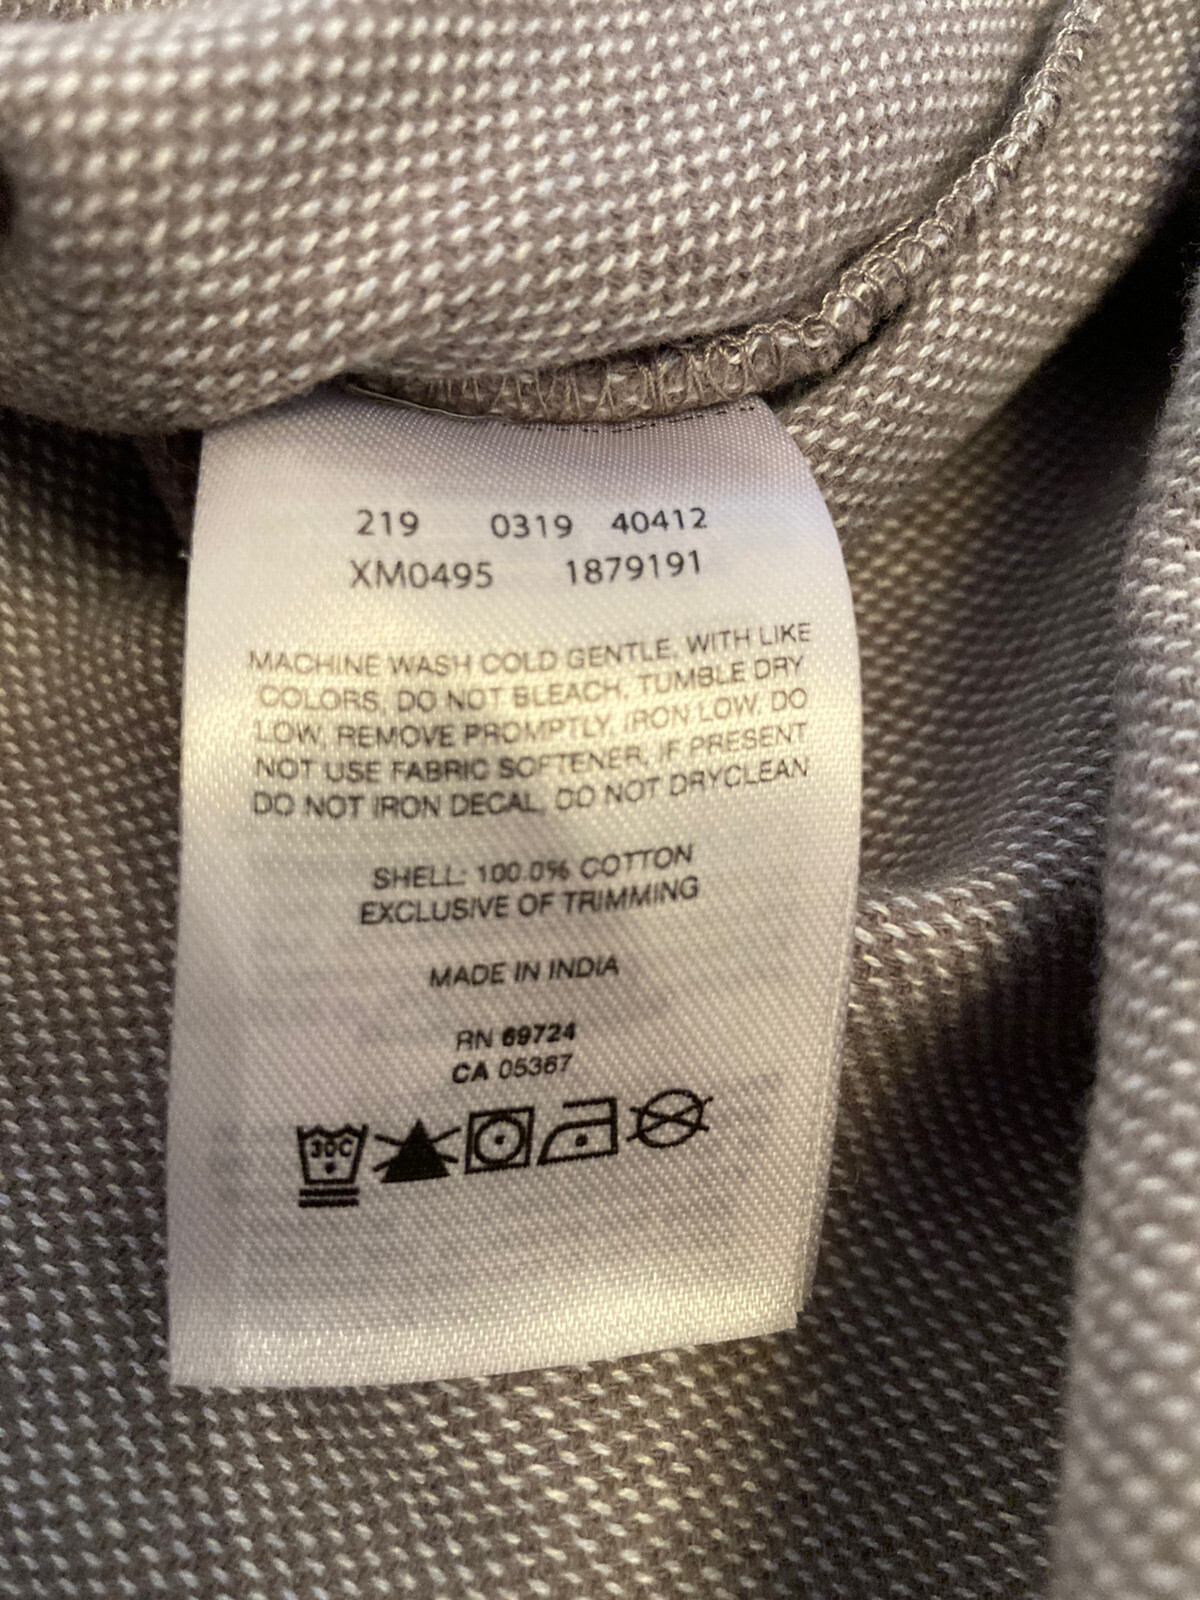 219 0319 40412
XM0495 1879191
MACHINE WASH COLD GENTLE, WITH LIKE
COLORS, DO NOT BLEACH, TUMBLE DRY
LOW, REMOVE PROMPTLY, IRON LOW, DO
NOT USE FABRIC SOFTENER, IF PRESENT
DO NOT IRON DECAL, DO NOT DRYCLEAN
SHELL: 100.0% COTTON
EXCLUSIVE OF TRIMMING
MADE IN INDIA
RN 69724
CA 05367
30C